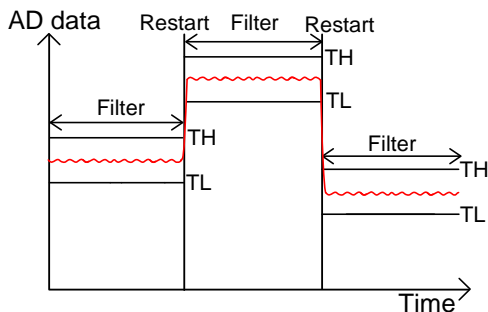 AD data
Restart Filter Restart
TH
TL
Filter
TH
TL
Filter
TH
TL
Time